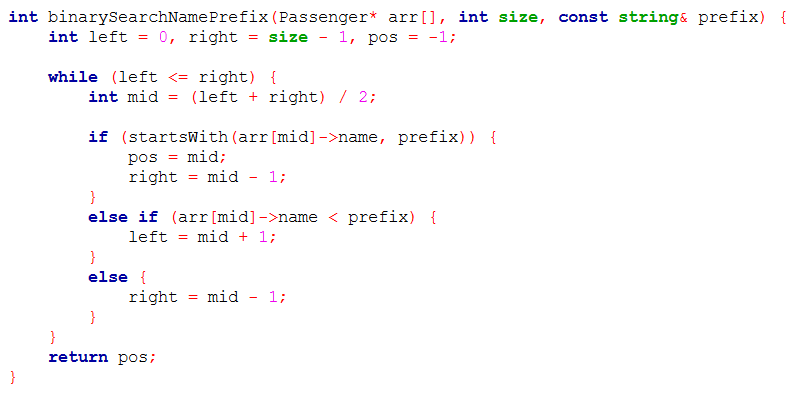 int binarySearchNamePrefix(Passenger* arr[], int size, const string& prefix) {
    int left = 0, right = size - 1, pos = -1;

    while (left <= right) {
        int mid = (left + right) / 2;

        if (startsWith(arr[mid]->name, prefix)) {
            pos = mid;
            right = mid - 1;
        }
        else if (arr[mid]->name < prefix) {
            left = mid + 1;
        }
        else {
            right = mid - 1;
        }
    }
    return pos;
}